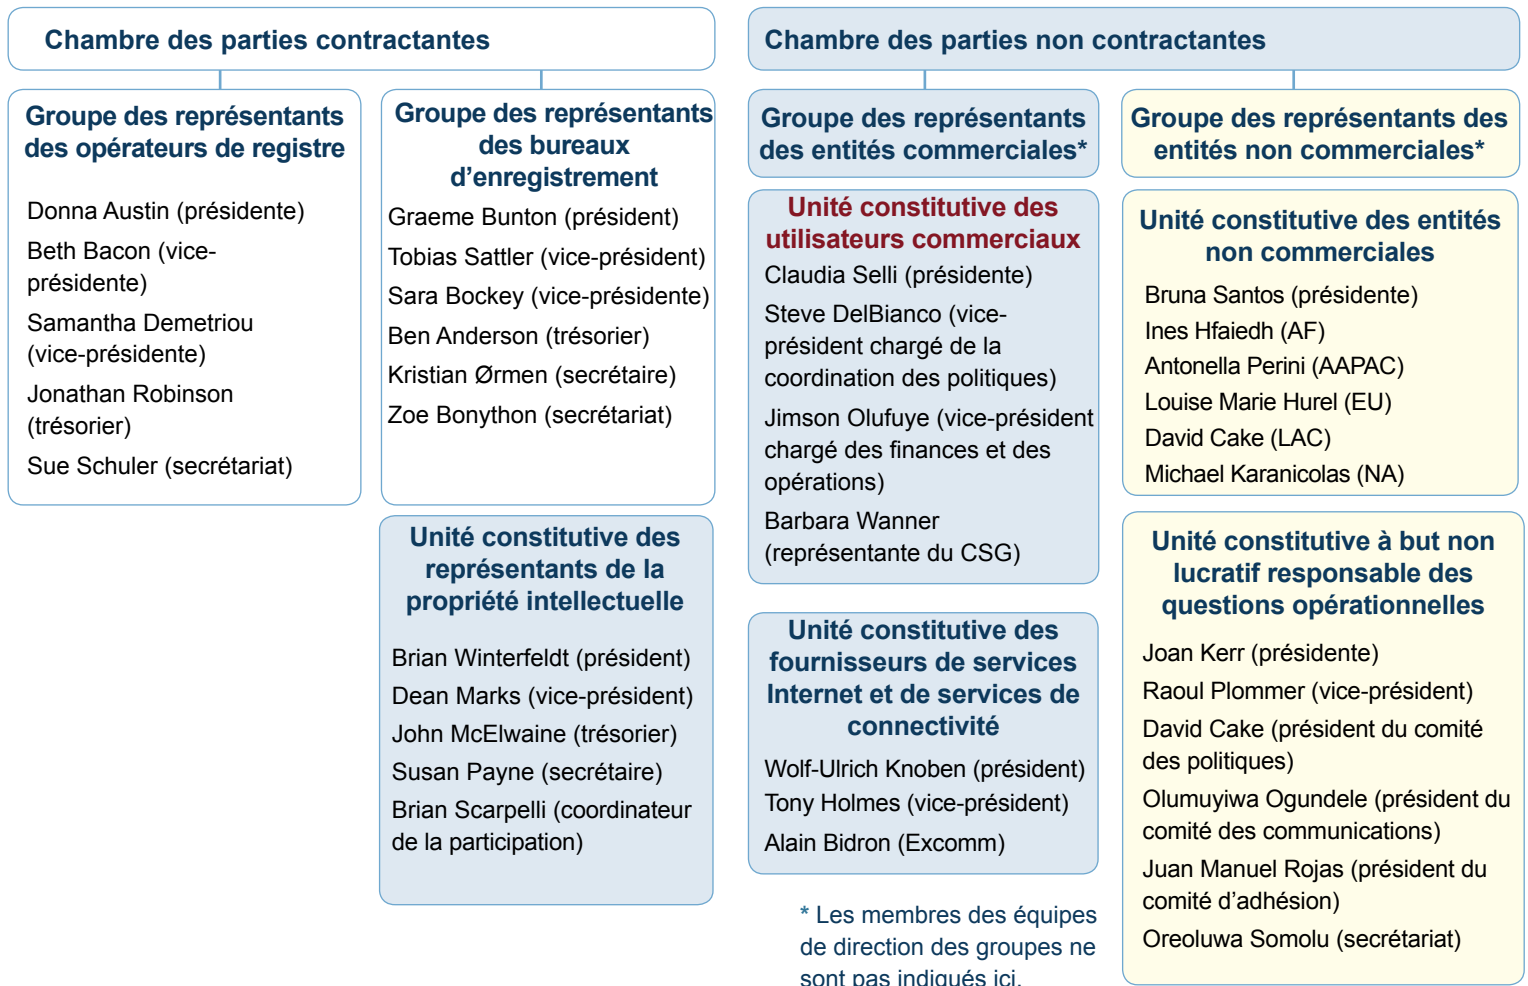 Chambre des parties contractantes
Groupe des représentants
des opérateurs de registre
Donna Austin (présidente)
Beth Bacon (vice-
présidente)
Samantha Demetriou
(vice-présidente)
Jonathan Robinson
(trésorier)
Sue Schuler (secrétariat)
Groupe des représentants
des bureaux
d’enregistrement
Graeme Bunton (président)
Tobias Sattler (vice-président)
Sara Bockey (vice-présidente)
Ben Anderson (trésorier)
Kristian Ørmen (secrétaire)
Zoe Bonython (secrétariat)
Unité constitutive des
représentants de la
propriété intellectuelle
Brian Winterfeldt (président)
Dean Marks (vice-président)
John McElwaine (trésorier)
Susan Payne (secrétaire)
Brian Scarpelli (coordinateur
de la participation)
Chambre des parties non contractantes
Groupe des représentants
des entités commerciales*
Unité constitutive des
utilisateurs commerciaux
Claudia Selli (présidente)
Steve DelBianco (vice-
président chargé de la
coordination des politiques)
Jimson Olufuye (vice-président
chargé des finances et des
opérations)
Barbara Wanner
(représentante du CSG)
Unité constitutive des
fournisseurs de services
Internet et de services de
connectivité
Wolf-Ulrich Knoben (président)
Tony Holmes (vice-président)
Alain Bidron (Excomm)
* Les membres des équipes
de direction des groupes ne
sont pas indiqués ici.
Groupe des représentants des
entités non commerciales*
Unité constitutive des entités
non commerciales
Bruna Santos (présidente)
Ines Hfaiedh (AF)
Antonella Perini (AAPAC)
Louise Marie Hurel (EU)
David Cake (LAC)
Michael Karanicolas (NA)
Unité constitutive à but non
lucratif responsable des
questions opérationnelles
Joan Kerr (présidente)
Raoul Plommer (vice-président)
David Cake (président du comité
des politiques)
Olumuyiwa Ogundele (président du
comité des communications)
Juan Manuel Rojas (président du
comité d’adhésion)
Oreoluwa Somolu (secrétariat)